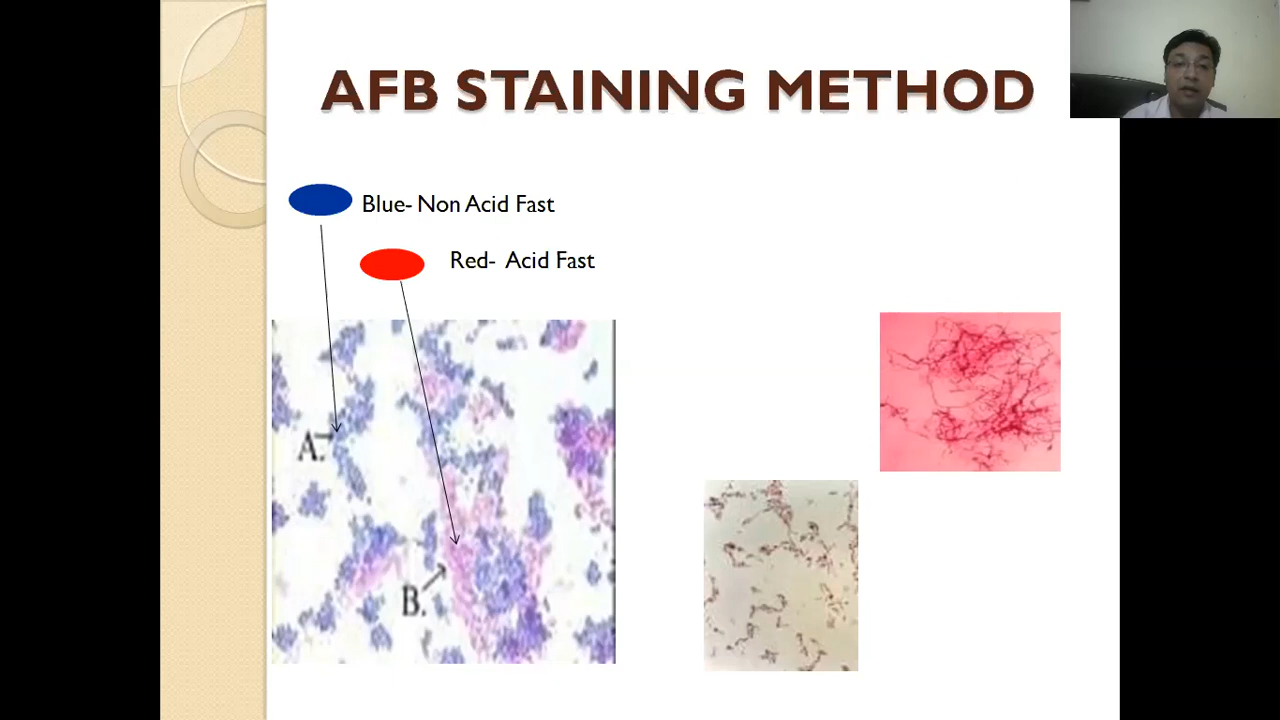 AFB STAINING METHOD
Blue- Non Acid Fast
Red- Acid Fast
A.
B.